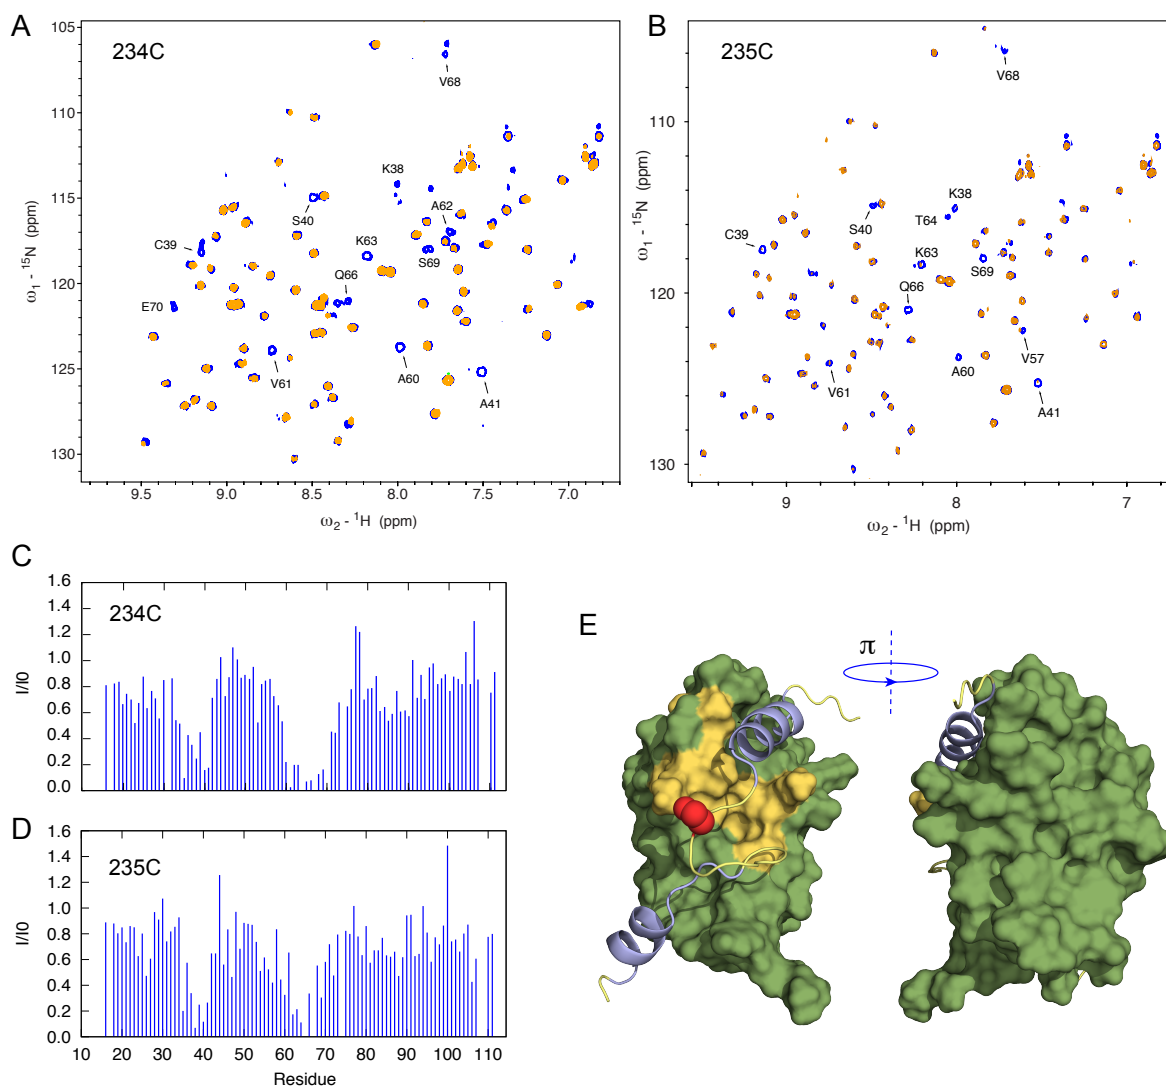 A
B
234C
235C
105
110
115
120
125
130
ω1 - 15N (ppm)
V68
K38
S40
A62
C39
K63
S69
Q66
E70
V61
A60
A41
9.5
9.0
8.5
8.0
7.5
7.0
ω2 - 1H (ppm)
110
120
130
ω1 - 15N (ppm)
V68
K38
S40
T64
C39
K63
S69
Q66
V57
V61
A60
A41
9
8
7
ω2 - 1H (ppm)
C
234C
1.6
1.4
1.2
1.0
0.8
0.6
0.4
0.2
0.0
I/I0
D
235C
1.6
1.4
1.2
1.0
0.8
0.6
0.4
0.2
0.0
I/I0
10 20 30 40 50 60 70 80 90 100 110
Residue
E
π